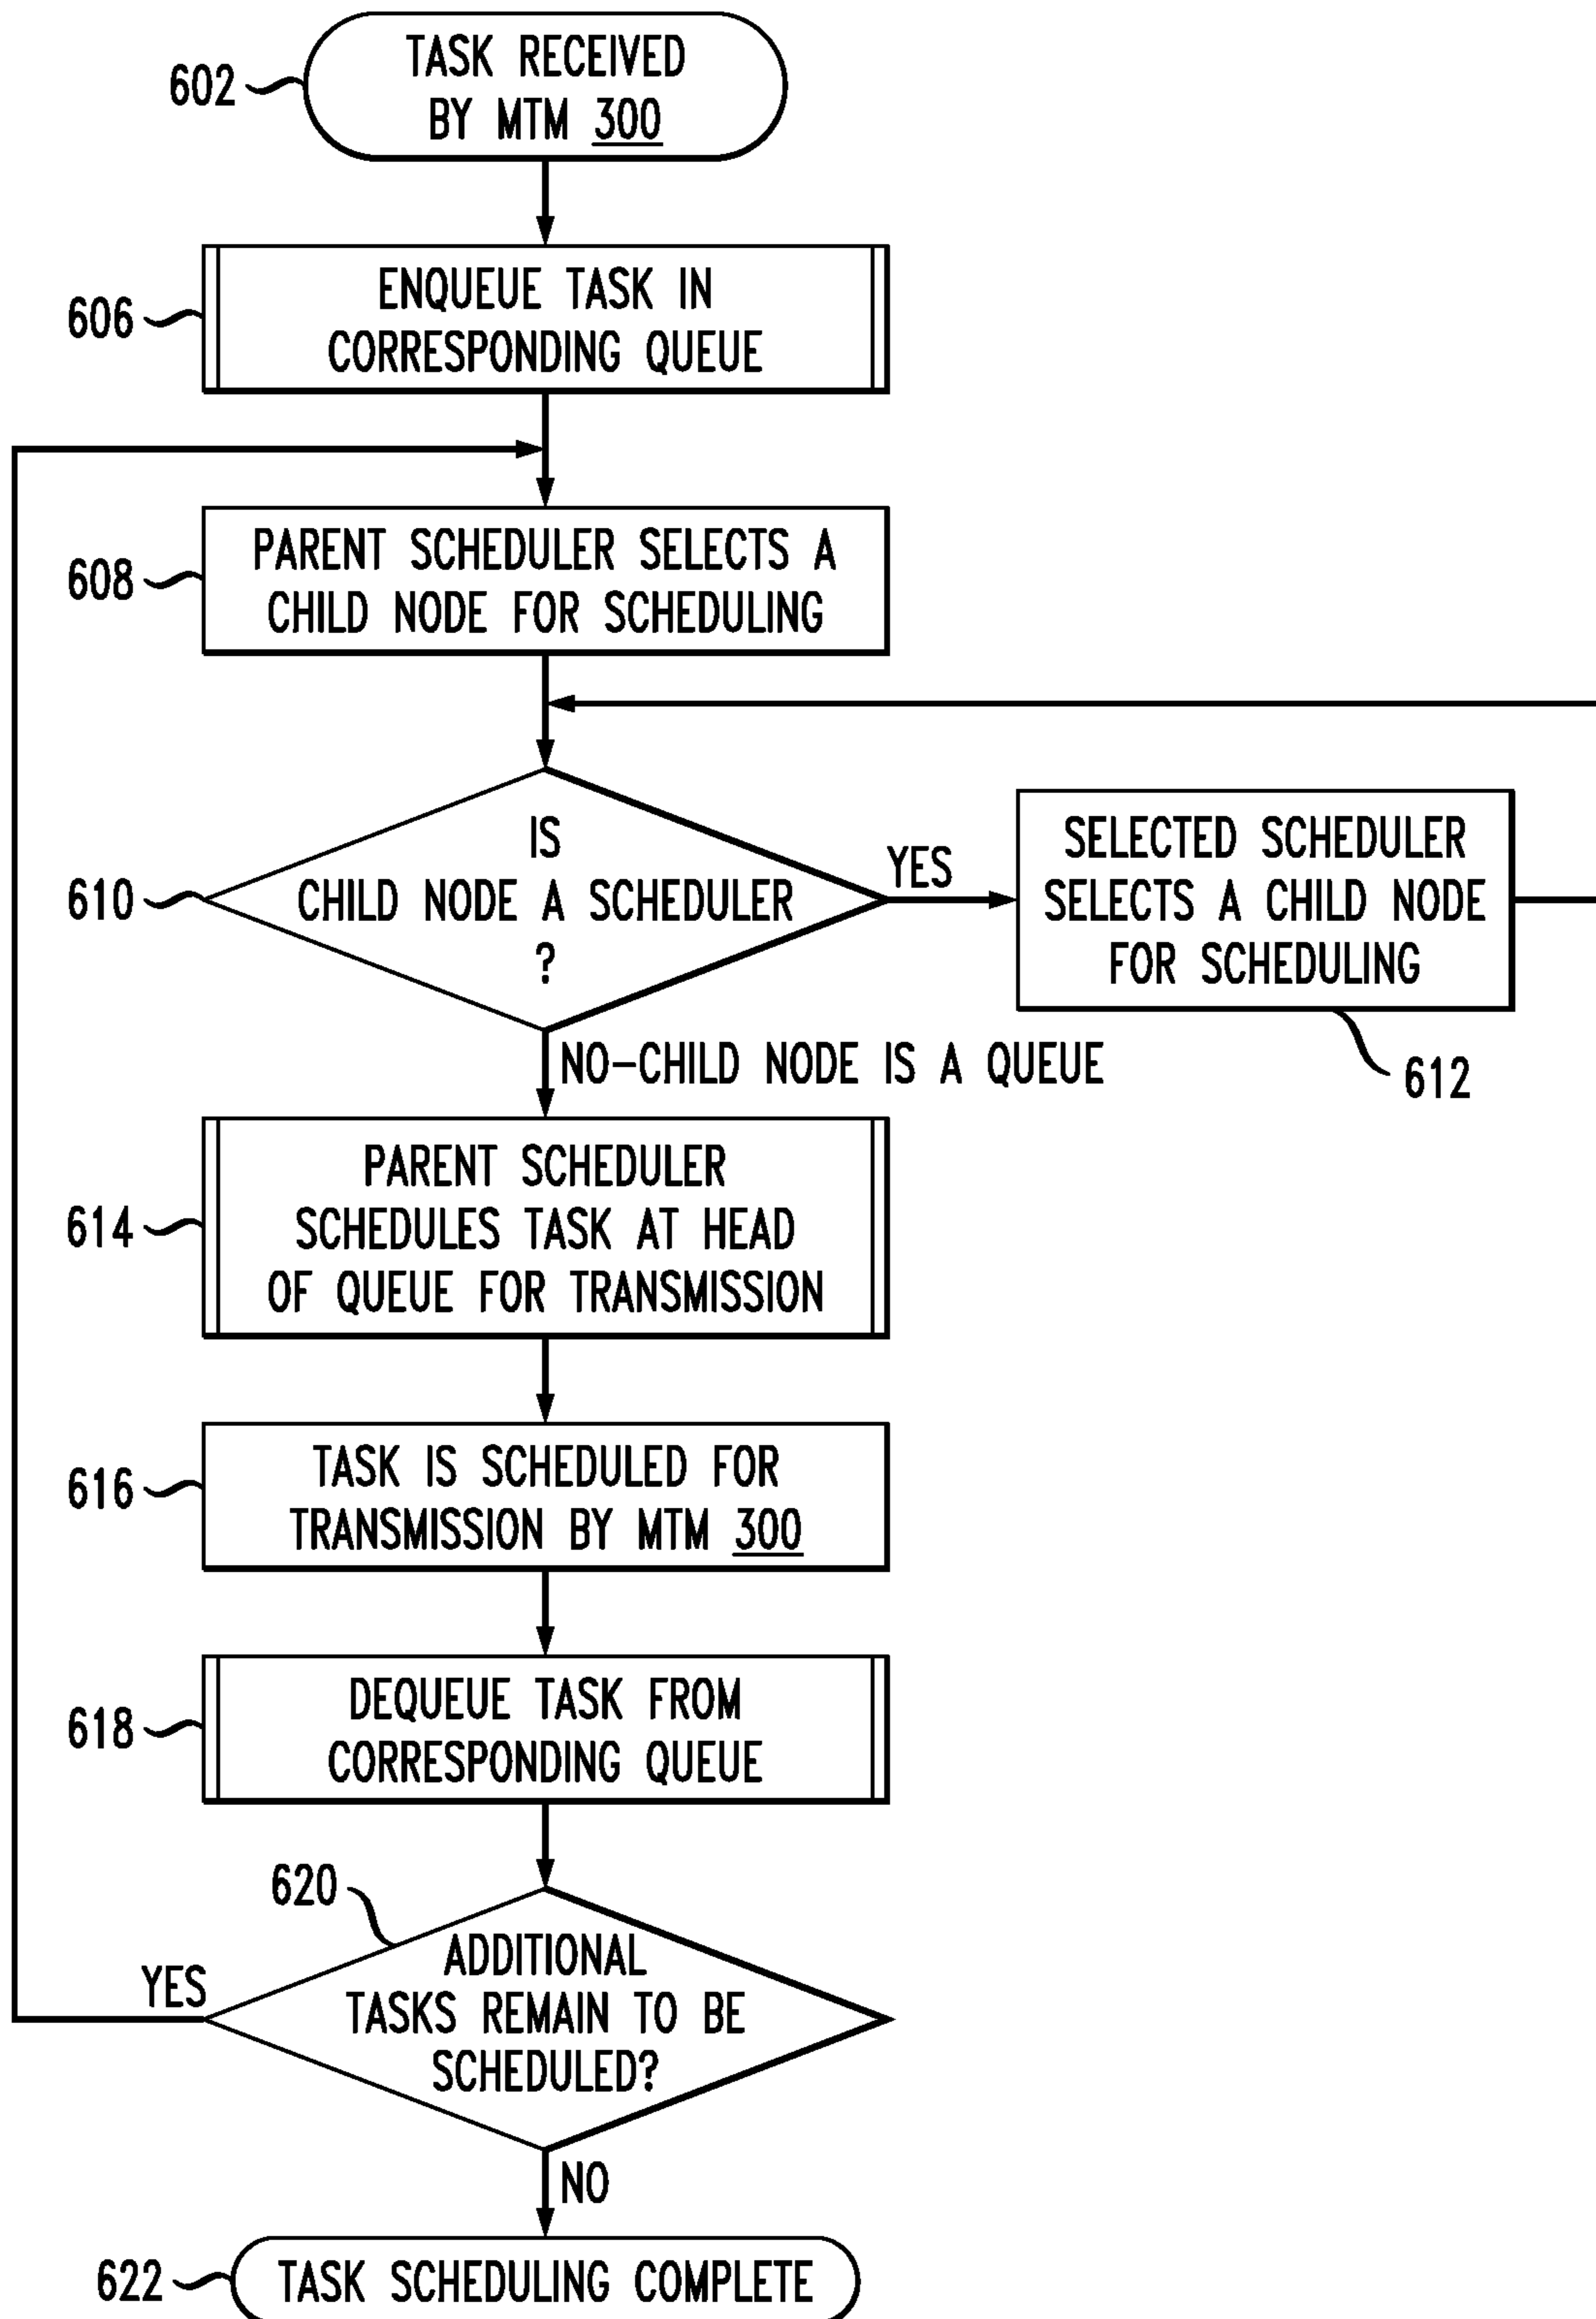 602
TASK RECEIVED
BY MTM 300
606
ENQUEUE TASK IN
CORRESPONDING QUEUE
608
PARENT SCHEDULER SELECTS A
CHILD NODE FOR SCHEDULING
610
IS
CHILD NODE A SCHEDULER
?
YES
SELECTED SCHEDULER
SELECTS A CHILD NODE
FOR SCHEDULING
612
NO-CHILD NODE IS A QUEUE
614
PARENT SCHEDULER
SCHEDULES TASK AT HEAD
OF QUEUE FOR TRANSMISSION
616
TASK IS SCHEDULED FOR
TRANSMISSION BY MTM 300
618
DEQUEUE TASK FROM
CORRESPONDING QUEUE
620
ADDITIONAL
TASKS REMAIN TO BE
SCHEDULED?
YES
NO
622
TASK SCHEDULING COMPLETE